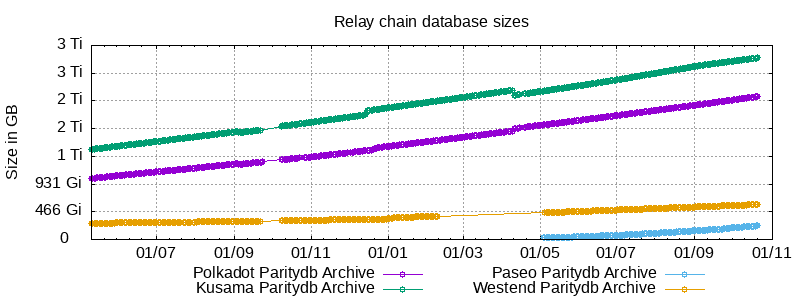 Relay chain database sizes
3 Ti
3 Ti
2 Ti
2 Ti
1 Ti
931 Gi
466 Gi
0
Size in GB
01/07 01/09 01/11 01/01 01/03 01/05 01/07 01/09 01/11
Polkadot Paritydb Archive Paseo Paritydb Archive
Kusama Paritydb Archive Westend Paritydb Archive